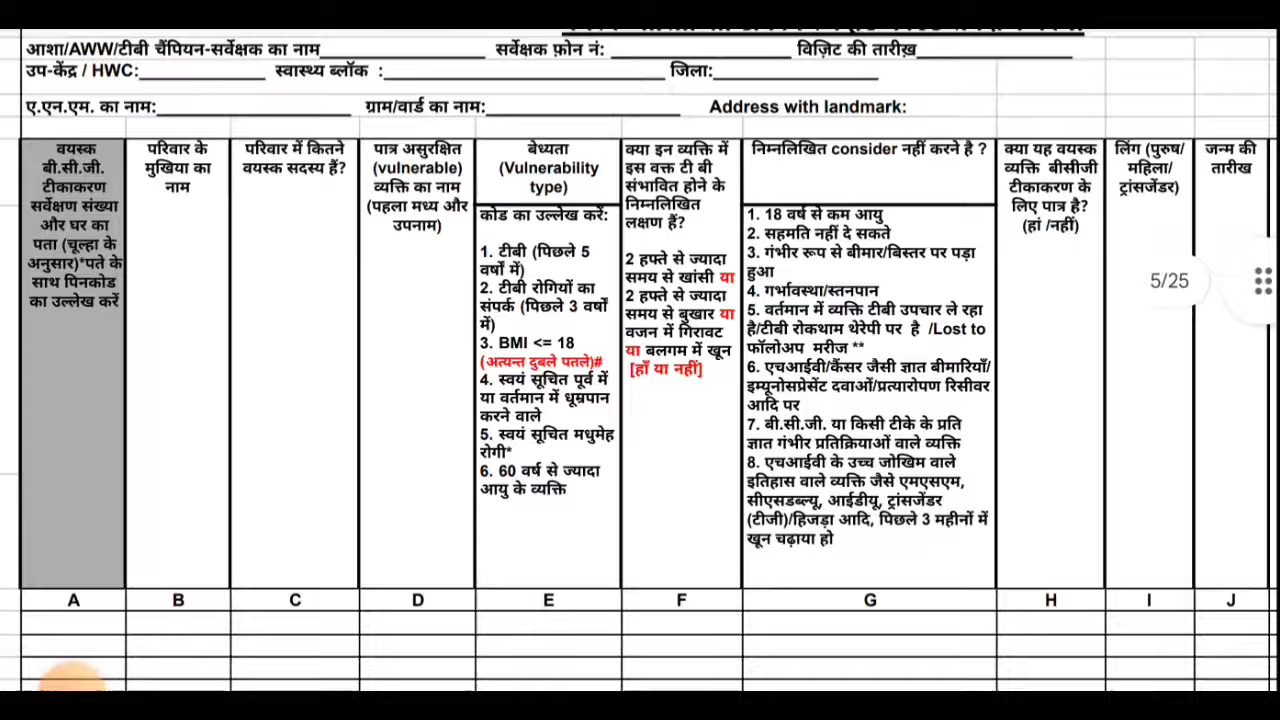 आशा/AWW/टीबी चैंपियन-सर्वेक्षक का नाम____________________ सर्वेक्षक फ़ोन नं: __________________ विज़िट की तारीख़__________________
उप-केंद्र / HWC:______________ स्वास्थ्य ब्लॉक :________________________________ जिला:___________________
ए.एन.एम. का नाम:______________________ ग्राम/वार्ड का नाम:______________________ Address with landmark:
वयस्क
बी.सी.जी.
टीकाकरण
सर्वेक्षण संख्या
और घर का
पता (चूल्हा के
अनुसार)*पते के
साथ पिनकोड
का उल्लेख करें
परिवार के
मुखिया का
नाम
परिवार में कितने
वयस्क सदस्य हैं?
पात्र असुरक्षित
(vulnerable)
व्यक्ति का नाम
(पहला मध्य और
उपनाम)
बेध्यता
(Vulnerability
type)
कोड का उल्लेख करें:
1. टीबी (पिछले 5
वर्षों में)
2. टीबी रोगियों का
संपर्क (पिछले 3 वर्षों
में)
3. BMI <= 18
(अत्यन्त दुबले पतले)#
4. स्वयं सूचित पूर्व में
या वर्तमान में धूम्रपान
करने वाले
5. स्वयं सूचित मधुमेह
रोगी*
6. 60 वर्ष से ज्यादा
आयु के व्यक्ति
क्या इन व्यक्ति में
इस वक्त टी बी
संभावित होने के
निम्नलिखित
लक्षण हैं?
2 हफ्ते से ज्यादा
समय से खांसी या
2 हफ्ते से ज्यादा
समय से बुखार या
वजन में गिरावट
या बलगम में खून
[हाँ या नहीं]
निम्नलिखित consider नहीं करने है ?
1. 18 वर्ष से कम आयु
2. सहमति नहीं दे सकते
3. गंभीर रूप से बीमार/बिस्तर पर पड़ा
हुआ
4. गर्भावस्था/स्तनपान
5. वर्तमान में व्यक्ति टीबी उपचार ले रहा
है/टीबी रोकथाम थेरेपी पर है /Lost to
फॉलोअप मरीज **
6. एचआईवी/कैंसर जैसी ज्ञात बीमारियाँ/
इम्यूनोसप्रेसेंट दवाओं/प्रत्यारोपण रिसीवर
आदि पर
7. बी.सी.जी. या किसी टीके के प्रति
ज्ञात गंभीर प्रतिक्रियाओं वाले व्यक्ति
8. एचआईवी के उच्च जोखिम वाले
इतिहास वाले व्यक्ति जैसे एमएसएम,
सीएसडब्ल्यू, आईडीयू, ट्रांसजेंडर
(टीजी)/हिजड़ा आदि, पिछले 3 महीनों में
खून चढ़ाया हो
क्या यह वयस्क
व्यक्ति बीसीजी
टीकाकरण के
लिए पात्र है?
(हां /नहीं)
लिंग (पुरुष/
महिला/
ट्रांसजेंडर)
जन्म की
तारीख
5/25
A B C D E F G H I J